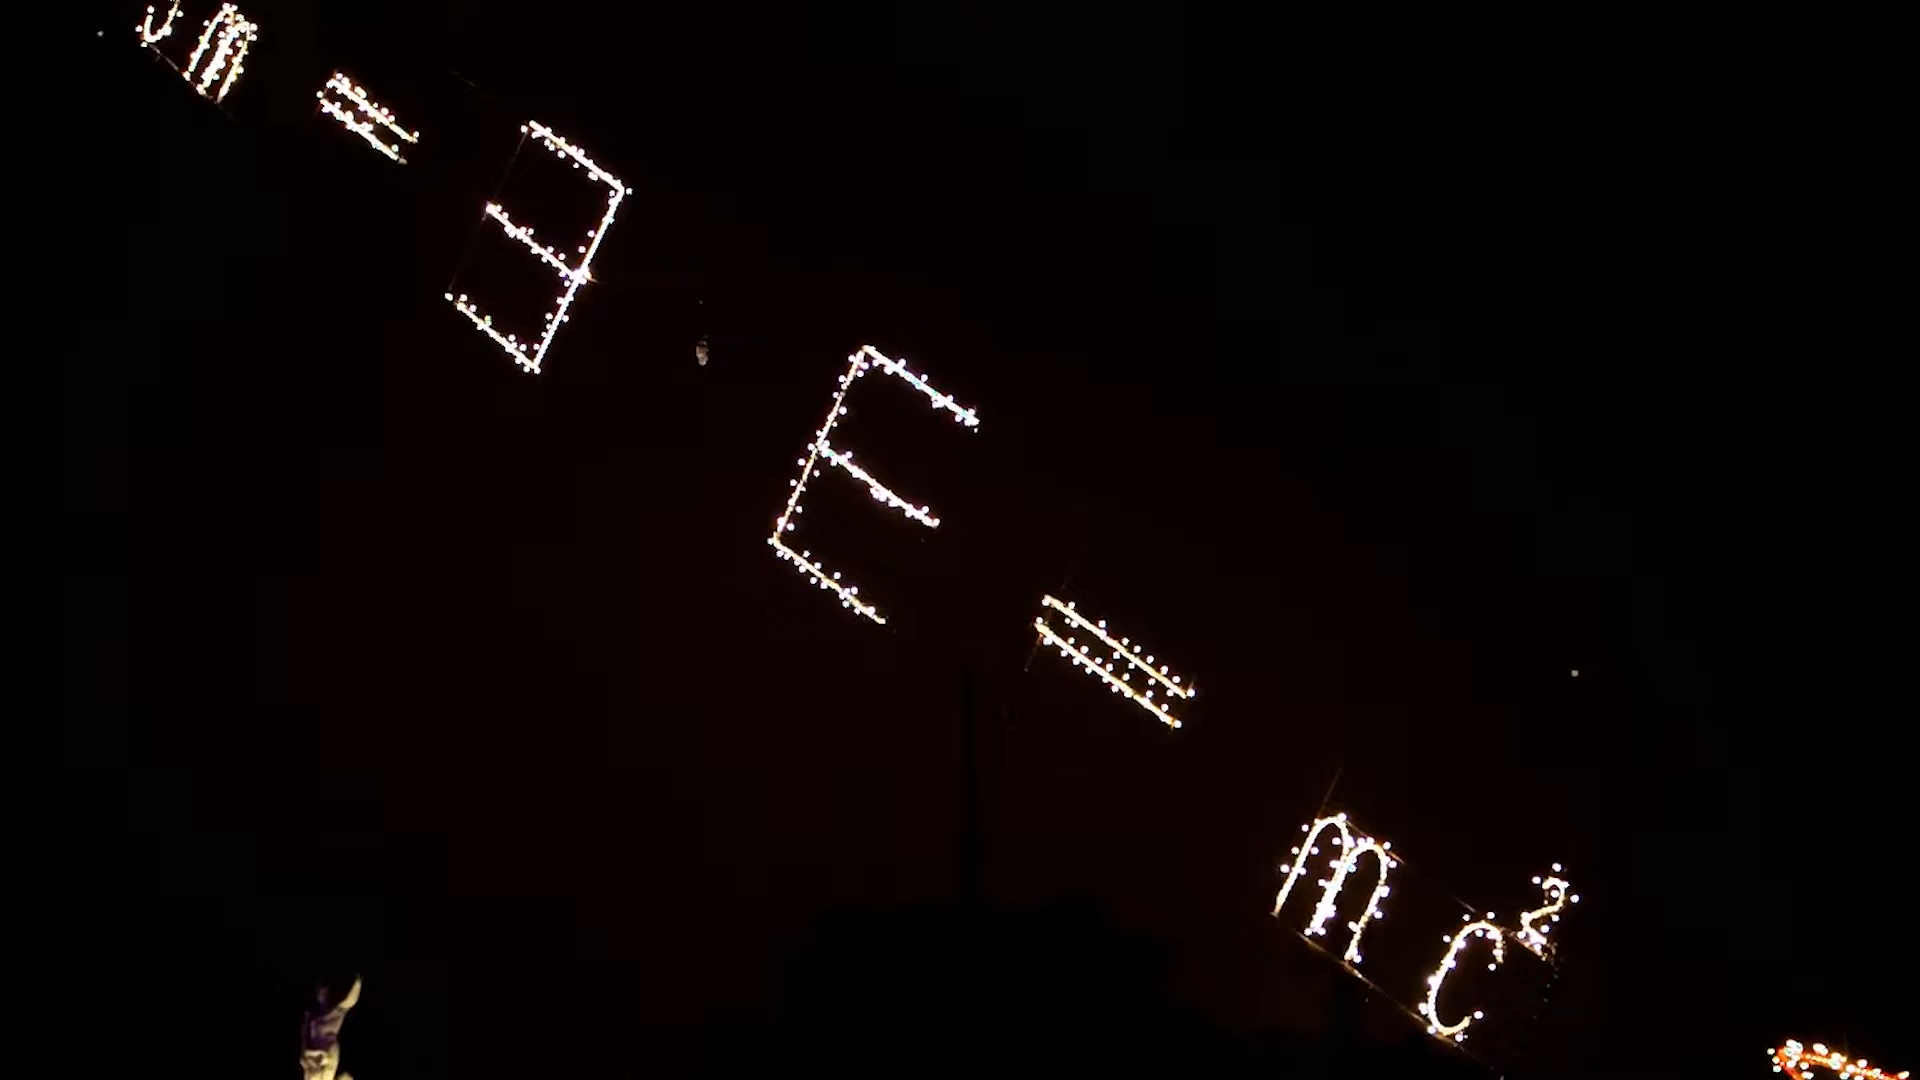 E = mc²